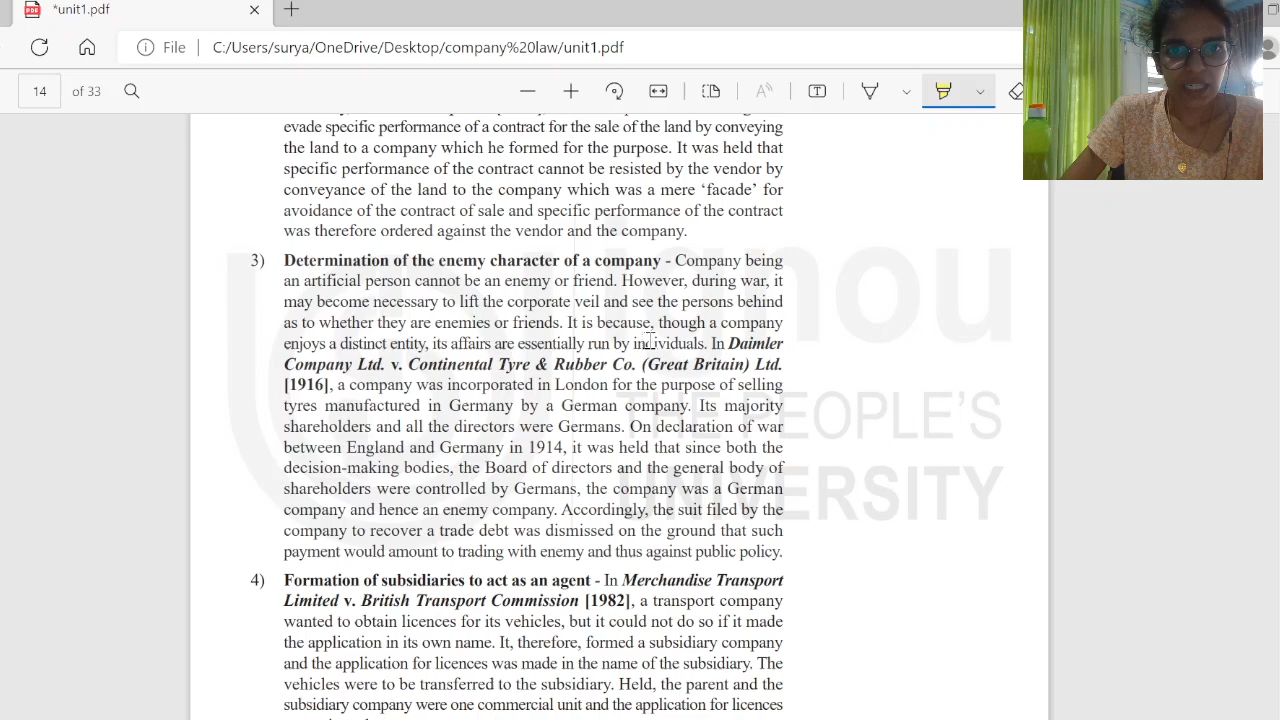 *unit1.pdf
File C:/Users/surya/OneDrive/Desktop/company%20law/unit1.pdf
14 of 33
evade specific performance of a contract for the sale of the land by conveying
the land to a company which he formed for the purpose. It was held that
specific performance of the contract cannot be resisted by the vendor by
conveyance of the land to the company which was a mere ‘facade’ for
avoidance of the contract of sale and specific performance of the contract
was therefore ordered against the vendor and the company.
3) Determination of the enemy character of a company - Company being
an artificial person cannot be an enemy or friend. However, during war, it
may become necessary to lift the corporate veil and see the persons behind
as to whether they are enemies or friends. It is because, though a company
enjoys a distinct entity, its affairs are essentially run by individuals. In Daimler
Company Ltd. v. Continental Tyre & Rubber Co. (Great Britain) Ltd.
[1916], a company was incorporated in London for the purpose of selling
tyres manufactured in Germany by a German company. Its majority
shareholders and all the directors were Germans. On declaration of war
between England and Germany in 1914, it was held that since both the
decision-making bodies, the Board of directors and the general body of
shareholders were controlled by Germans, the company was a German
company and hence an enemy company. Accordingly, the suit filed by the
company to recover a trade debt was dismissed on the ground that such
payment would amount to trading with enemy and thus against public policy.
4) Formation of subsidiaries to act as an agent - In Merchandise Transport
Limited v. British Transport Commission [1982], a transport company
wanted to obtain licences for its vehicles, but it could not do so if it made
the application in its own name. It, therefore, formed a subsidiary company
and the application for licences was made in the name of the subsidiary. The
vehicles were to be transferred to the subsidiary. Held, the parent and the
subsidiary company were one commercial unit and the application for licences
ignou
THE PEOPLE'S
UNIVERSITY